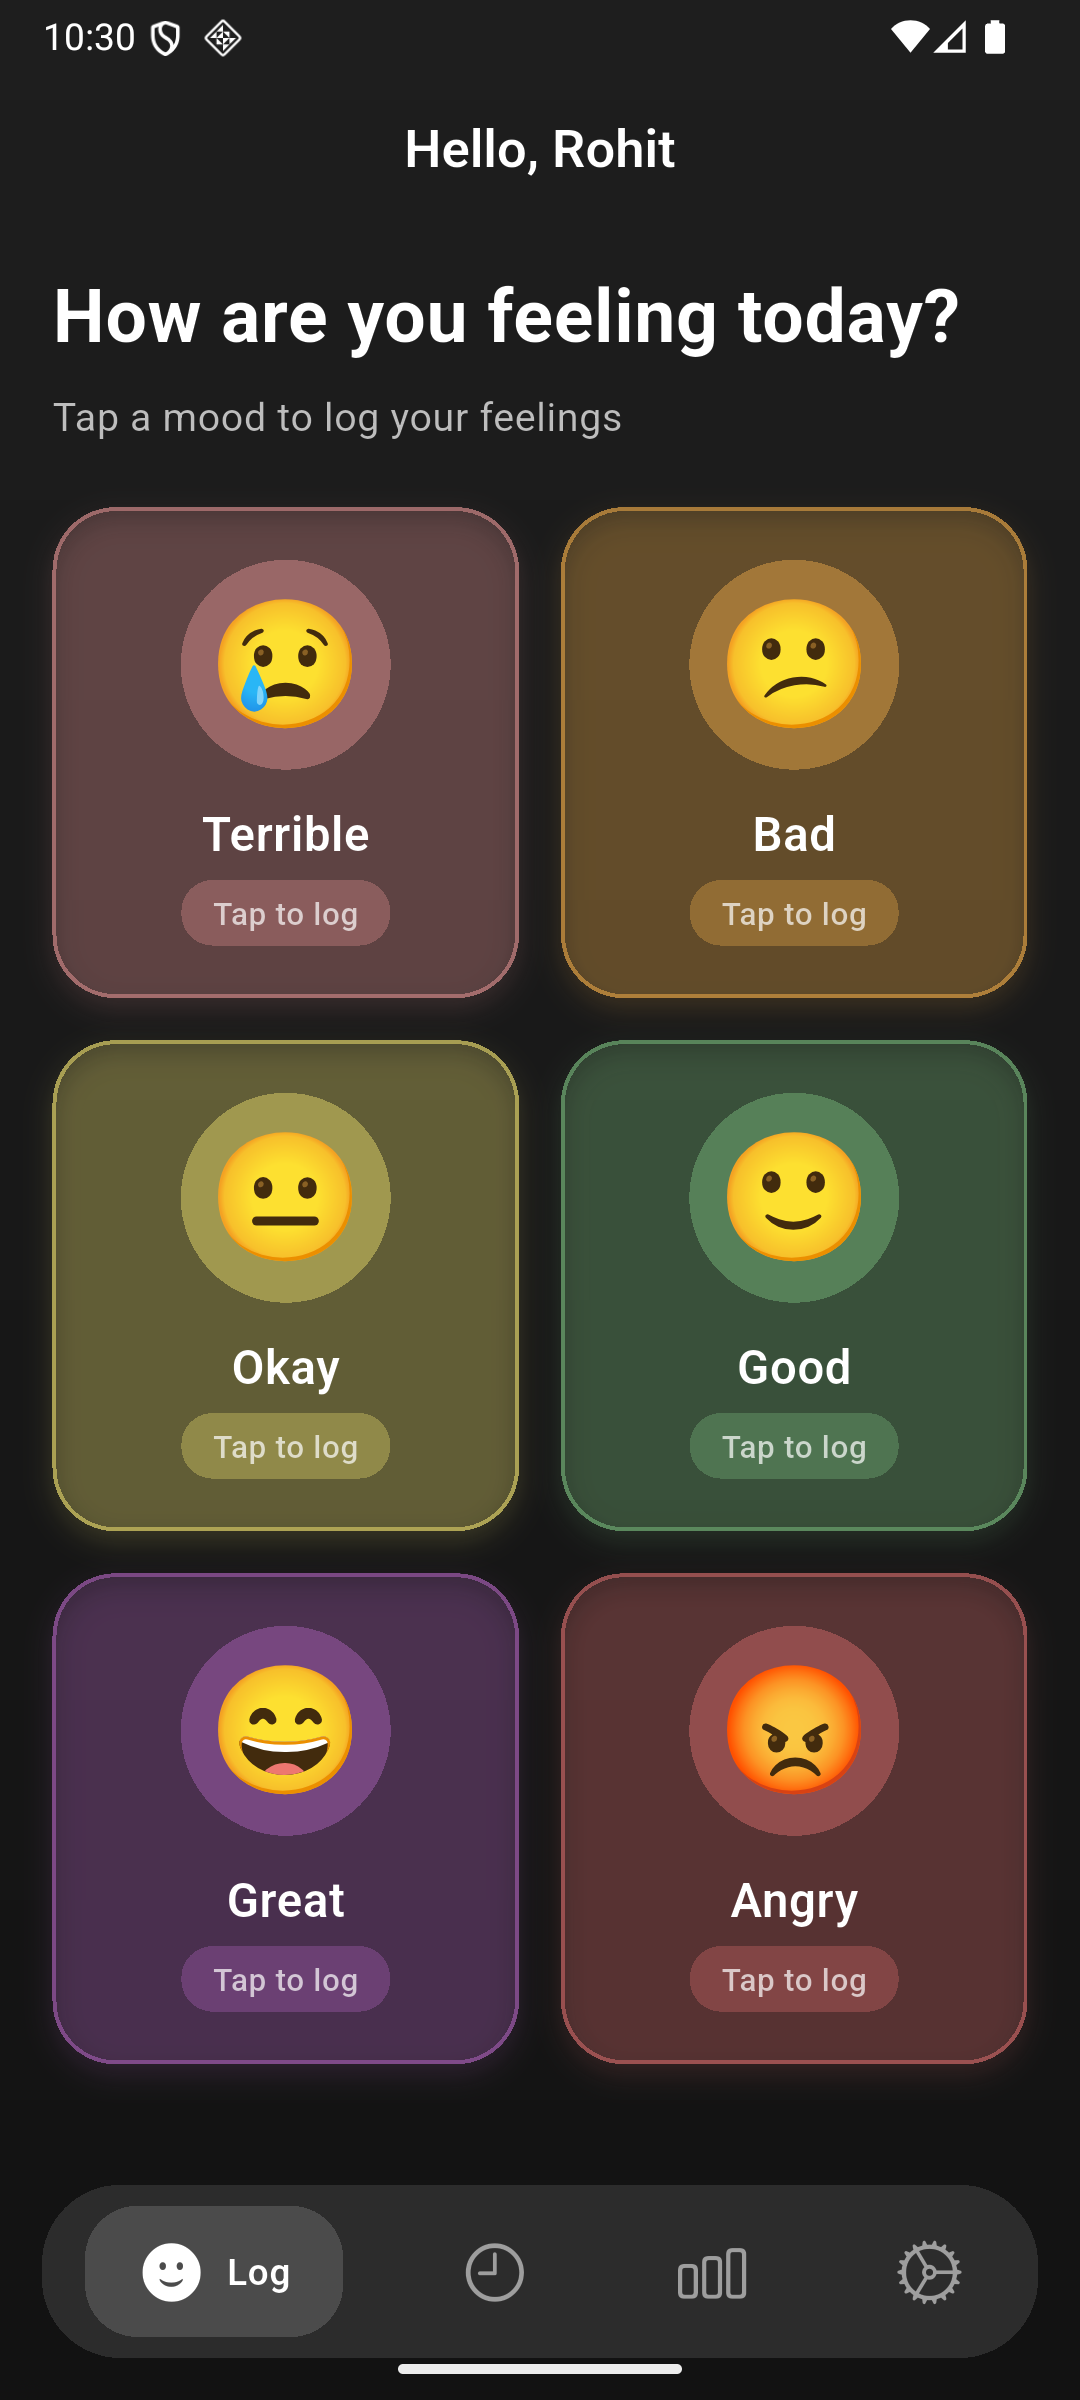 10:30
Hello, Rohit
How are you feeling today?
Tap a mood to log your feelings
Terrible
Tap to log
Bad
Tap to log
Okay
Tap to log
Good
Tap to log
Great
Tap to log
Angry
Tap to log
Log